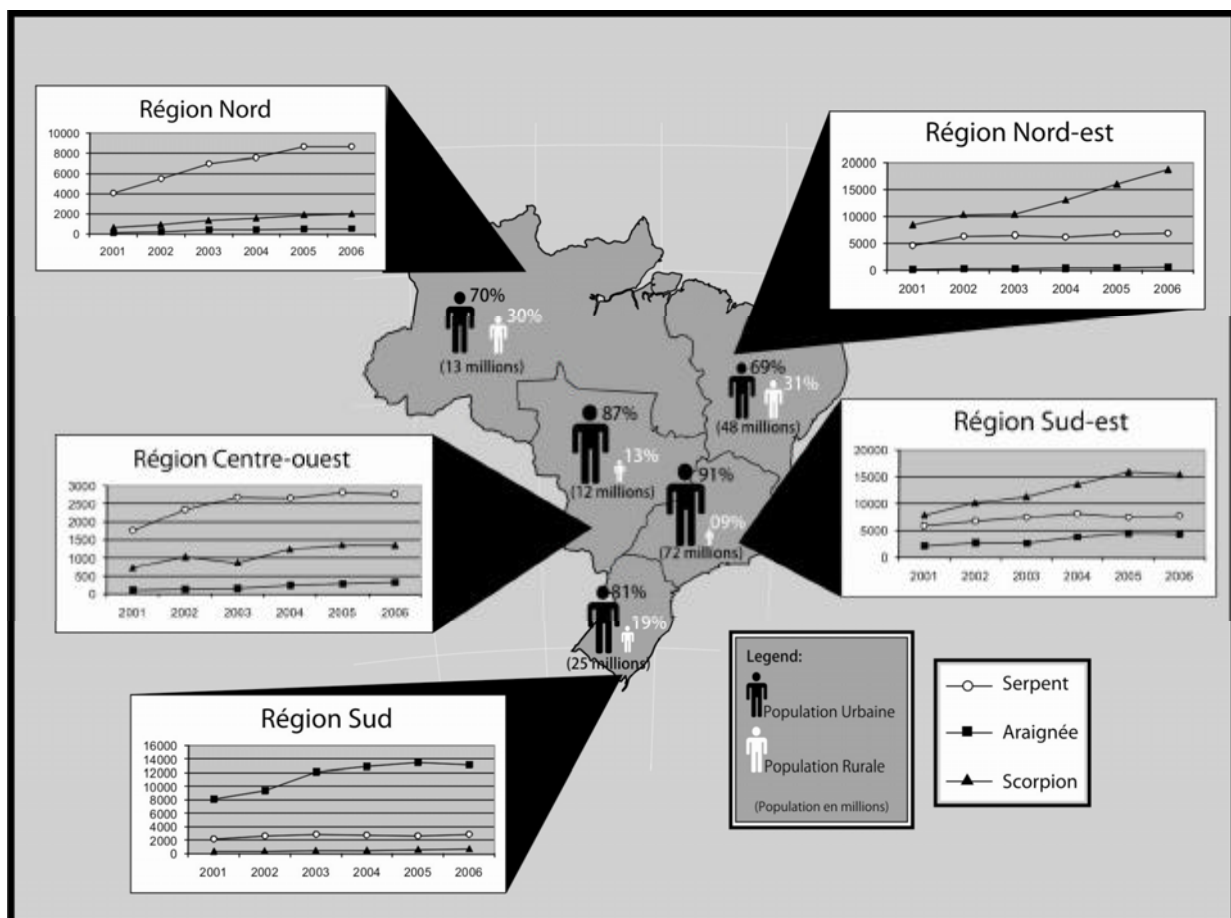 Région Nord
10000
8000
6000
4000
2000
0
2001 2002 2003 2004 2005 2006
Région Nord-est
20000
15000
10000
5000
0
2001 2002 2003 2004 2005 2006
70%
30%
(13 millions)
69%
31%
(48 millions)
87%
13%
(12 millions)
91%
09%
(72 millions)
81%
19%
(25 millions)
Région Centre-ouest
3000
2500
2000
1500
1000
500
0
2001 2002 2003 2004 2005 2006
Région Sud-est
20000
15000
10000
5000
0
2001 2002 2003 2004 2005 2006
Région Sud
16000
14000
12000
10000
8000
6000
4000
2000
0
2001 2002 2003 2004 2005 2006
Legend:
Population Urbaine
Population Rurale
(Population en millions)
Serpent
Araignée
Scorpion